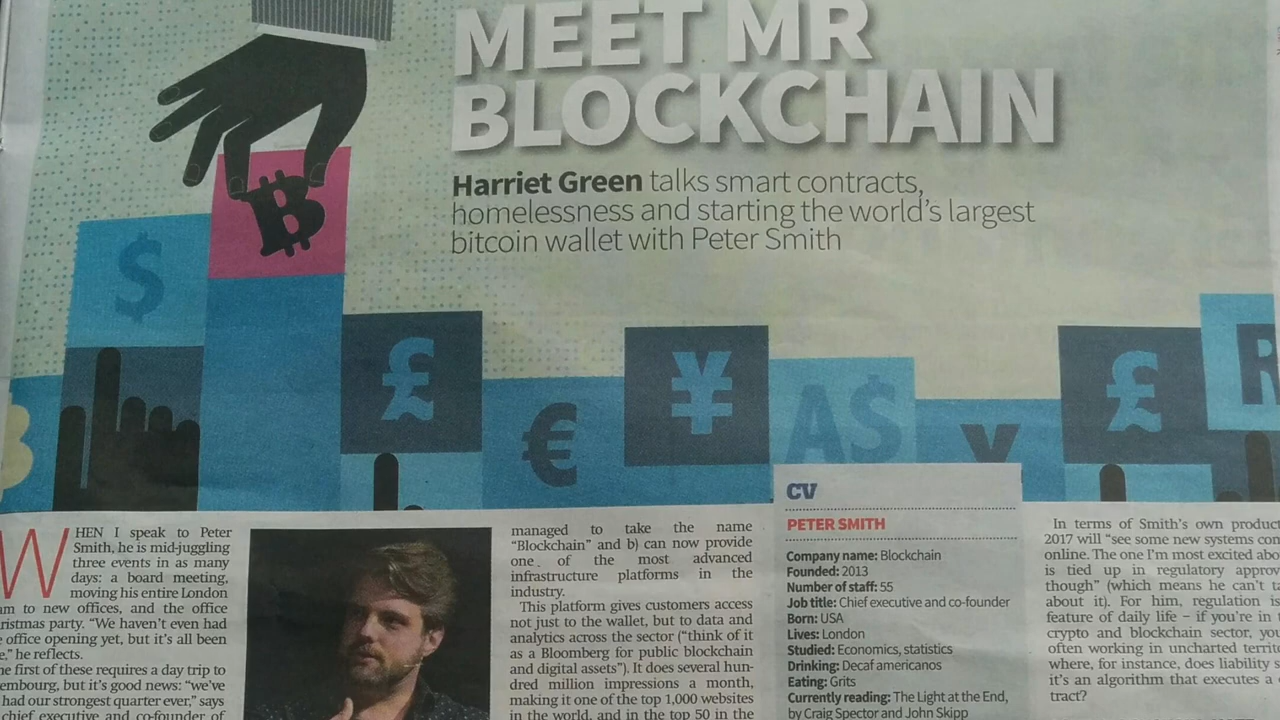 MEET MR
BLOCKCHAIN
Harriet Green talks smart contracts,
homelessness and starting the world's largest
bitcoin wallet with Peter Smith
$
£
€
¥
A$
£
R
WHEN I speak to Peter
Smith, he is mid-juggling
three events in as many
days: a board meeting,
moving his entire London
to new offices, and the office
party. “We haven't even had
office opening yet, but it's all been
he reflects.
first of these requires a day trip to
but it's good news: “we've
had our strongest quarter ever,” says
chief executive and co-founder of
managed to take the name
“Blockchain” and b) can now provide
one of the most advanced
infrastructure platforms in the
industry.
This platform gives customers access
not just to the wallet, but to data and
analytics across the sector (“think of it
as a Bloomberg for public blockchain
and digital assets”). It does several hun-
dred million impressions a month,
making it one of the top 1,000 websites
in the world, and in the top 50 in the
CV
PETER SMITH
Company name: Blockchain
Founded: 2013
Number of staff: 55
Job title: Chief executive and co-founder
Born: USA
Lives: London
Studied: Economics, statistics
Drinking: Decaf americanos
Eating: Grits
Currently reading: The Light at the End,
by Craig Spector and John Skipp
In terms of Smith's own
2017 will “see some new systems
online. The one I'm most excited
is tied up in regulatory
though” (which means he can't
about it). For him, regulation is
feature of daily life – if you're in
crypto and blockchain sector,
often working in uncharted
where, for instance, does liability
it's an algorithm that executes a
tract?